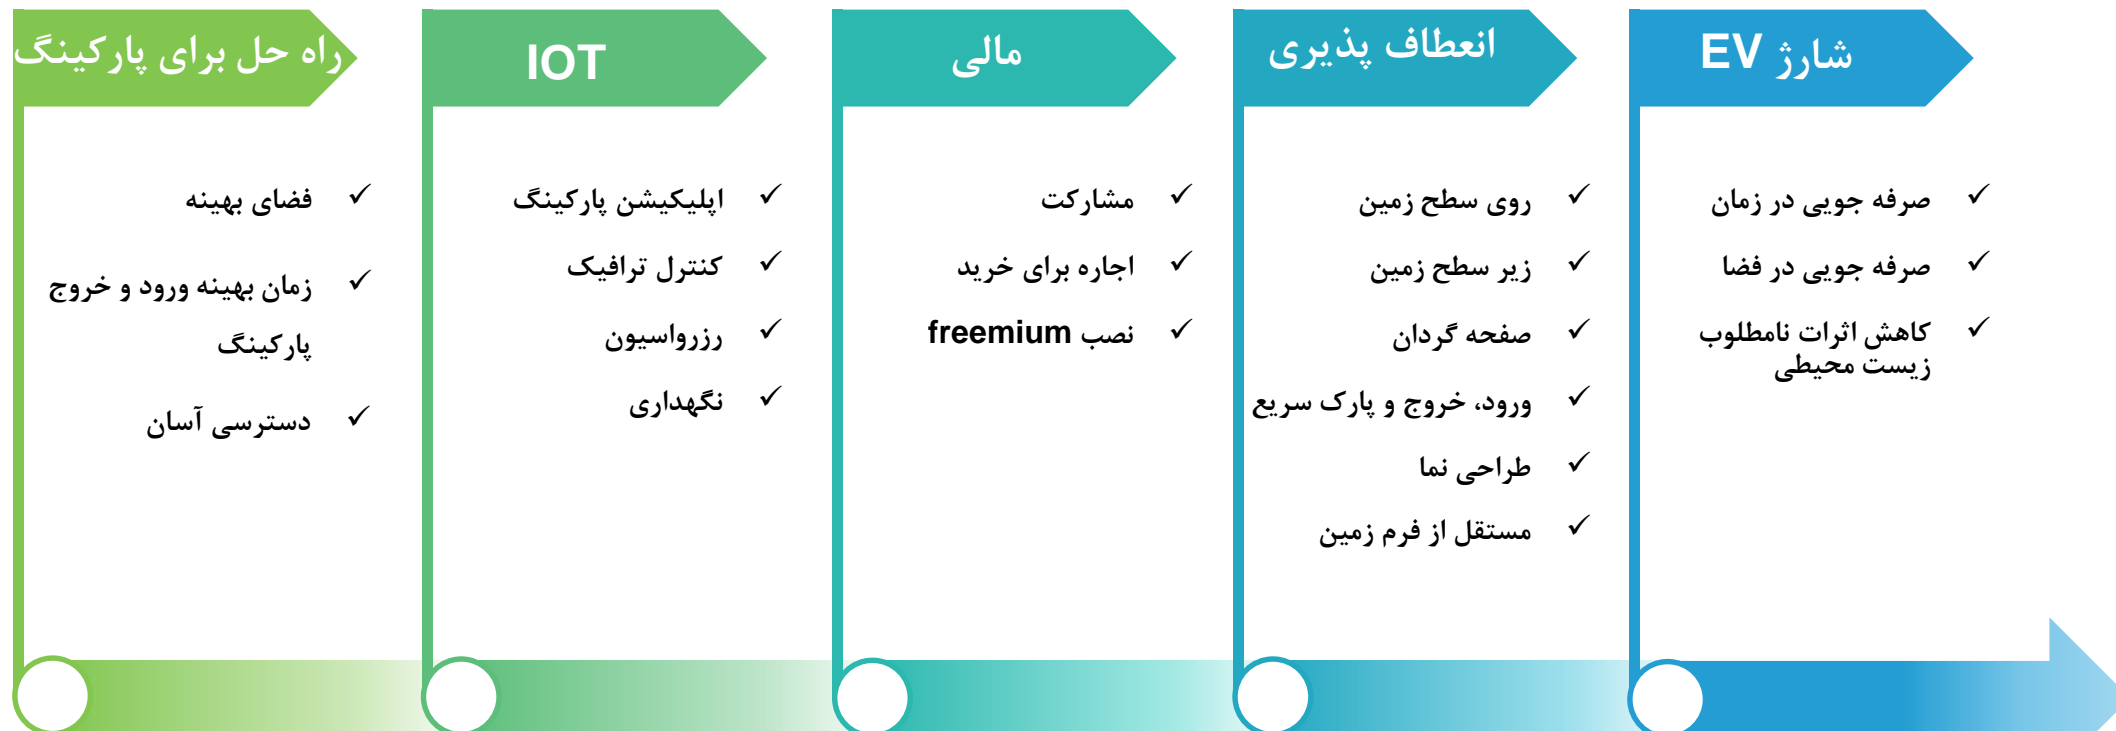 راه حل برای پارکینگ
فضای بهینه
زمان بهینه ورود و خروج
پارکینگ
دسترسی آسان
IOT
اپلیکیشن پارکینگ
کنترل ترافیک
رزرواسیون
نگهداری
مالی
مشارکت
اجاره برای خرید
نصب freemium
انعطاف پذیری
روی سطح زمین
زیر سطح زمین
صفحه گردان
ورود، خروج و پارک سریع
طراحی نما
مستقل از فرم زمین
شارژ EV
صرفه جویی در زمان
صرفه جویی در فضا
کاهش اثرات نامطلوب
زیست محیطی